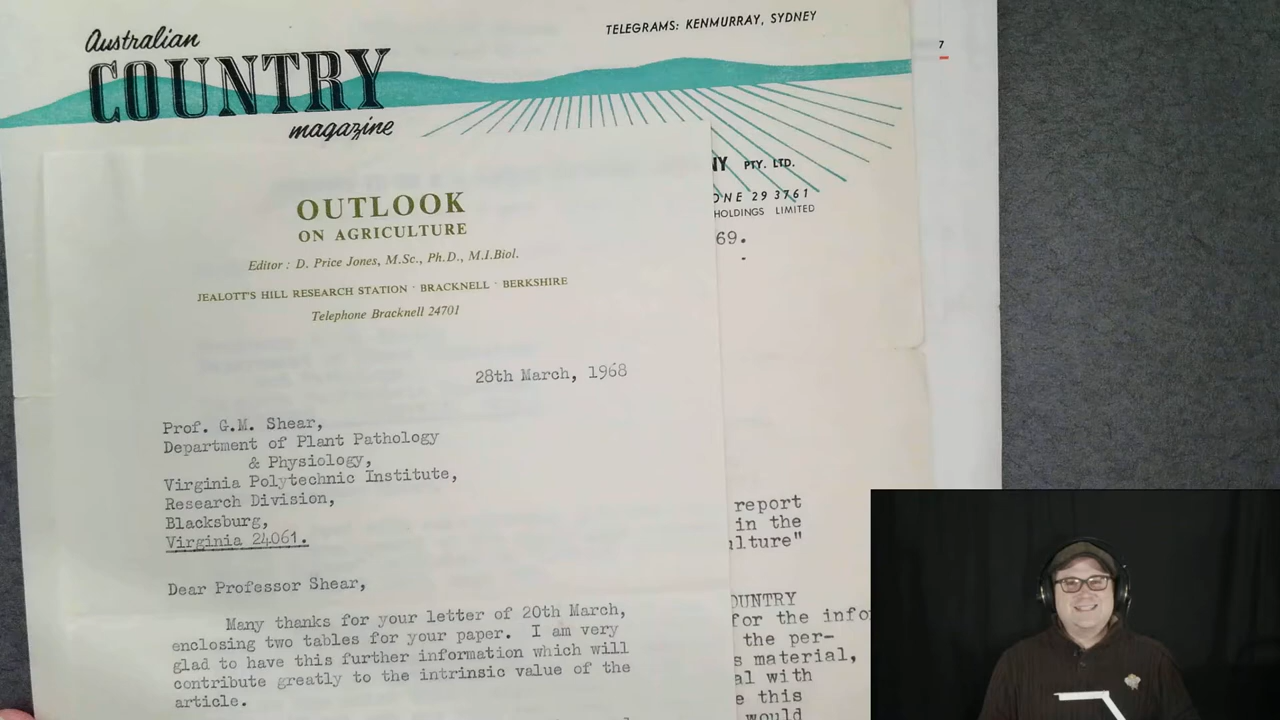 Australian
COUNTRY
magazine
TELEGRAMS: KENMURRAY, SYDNEY
7
PTY. LTD.
29 3761
HOLDINGS LIMITED
69.
OUTLOOK
ON AGRICULTURE
Editor : D. Price Jones, M.Sc., Ph.D., M.I.Biol.
JEALOTT'S HILL RESEARCH STATION · BRACKNELL · BERKSHIRE
Telephone Bracknell 24701
28th March, 1968
Prof. G.M. Shear,
Department of Plant Pathology
& Physiology,
Virginia Polytechnic Institute,
Research Division,
Blacksburg,
Virginia 24061.
Dear Professor Shear,
Many thanks for your letter of 20th March,
enclosing two tables for your paper. I am very
glad to have this further information which will
contribute greatly to the intrinsic value of the
article.
report
in the
ulture"
OUNTRY
for the info
the per-
s material,
al with
e this
would